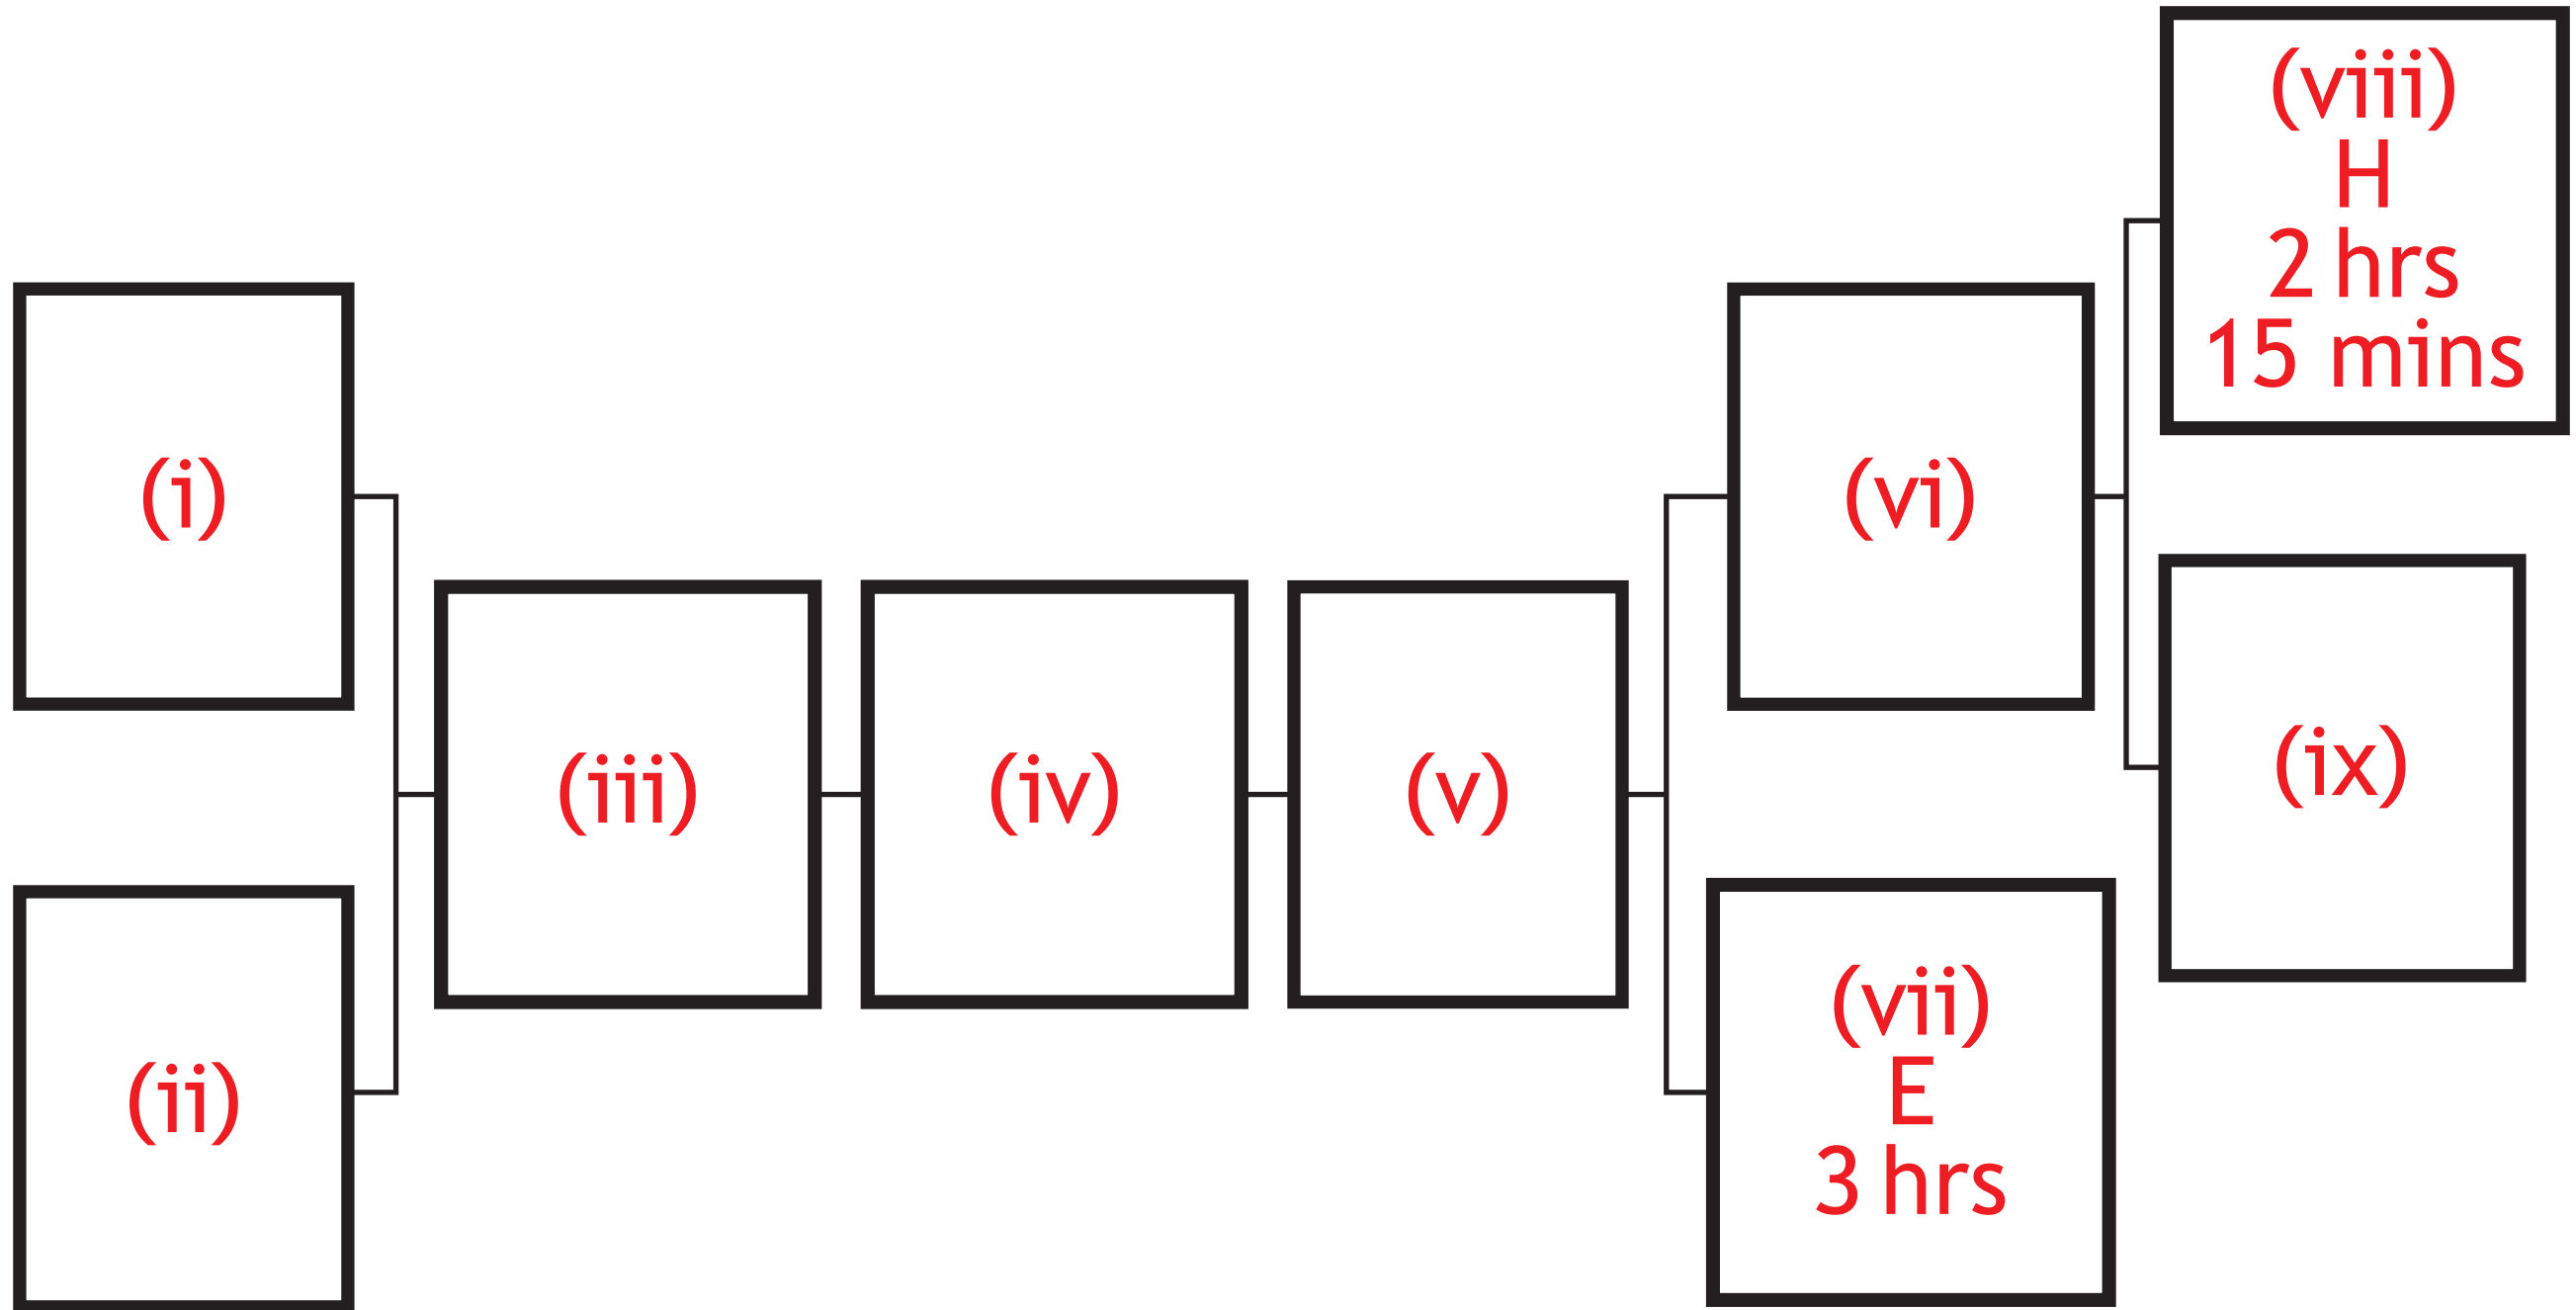 (i)
(ii)
(iii)
(iv)
(v)
(vi)
(vii)
E
3 hrs
(viii)
H
2 hrs
15 mins
(ix)